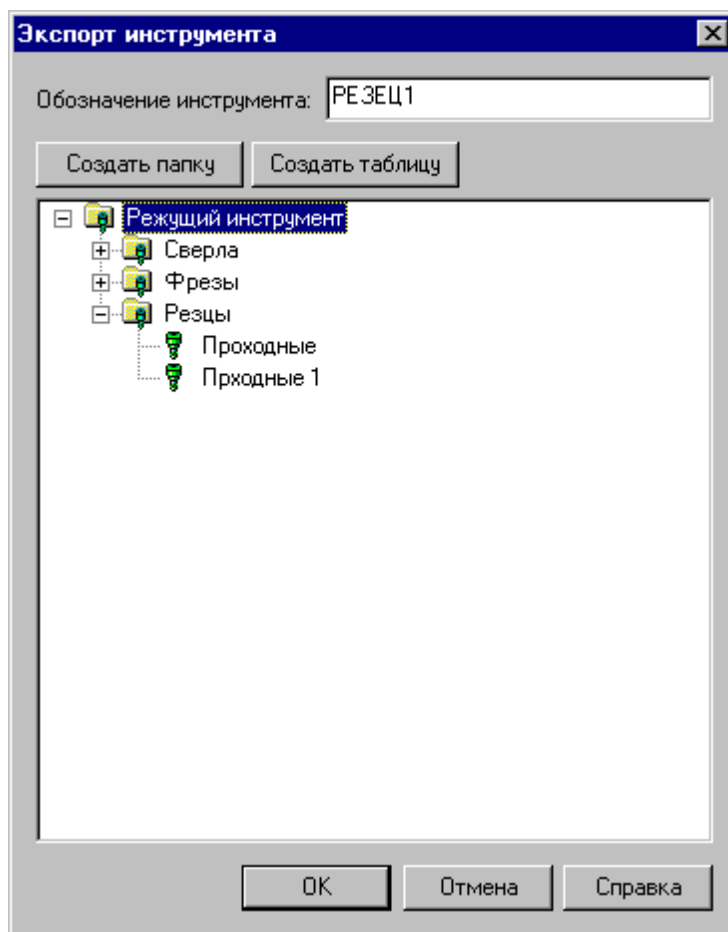 Экспорт инструмента
Обозначение инструмента: РЕЗЕЦ1
Создать папку Создать таблицу
Режущий инструмент
Сверла
Фрезы
Резцы
Проходные
Прходные 1
OK Отмена Справка